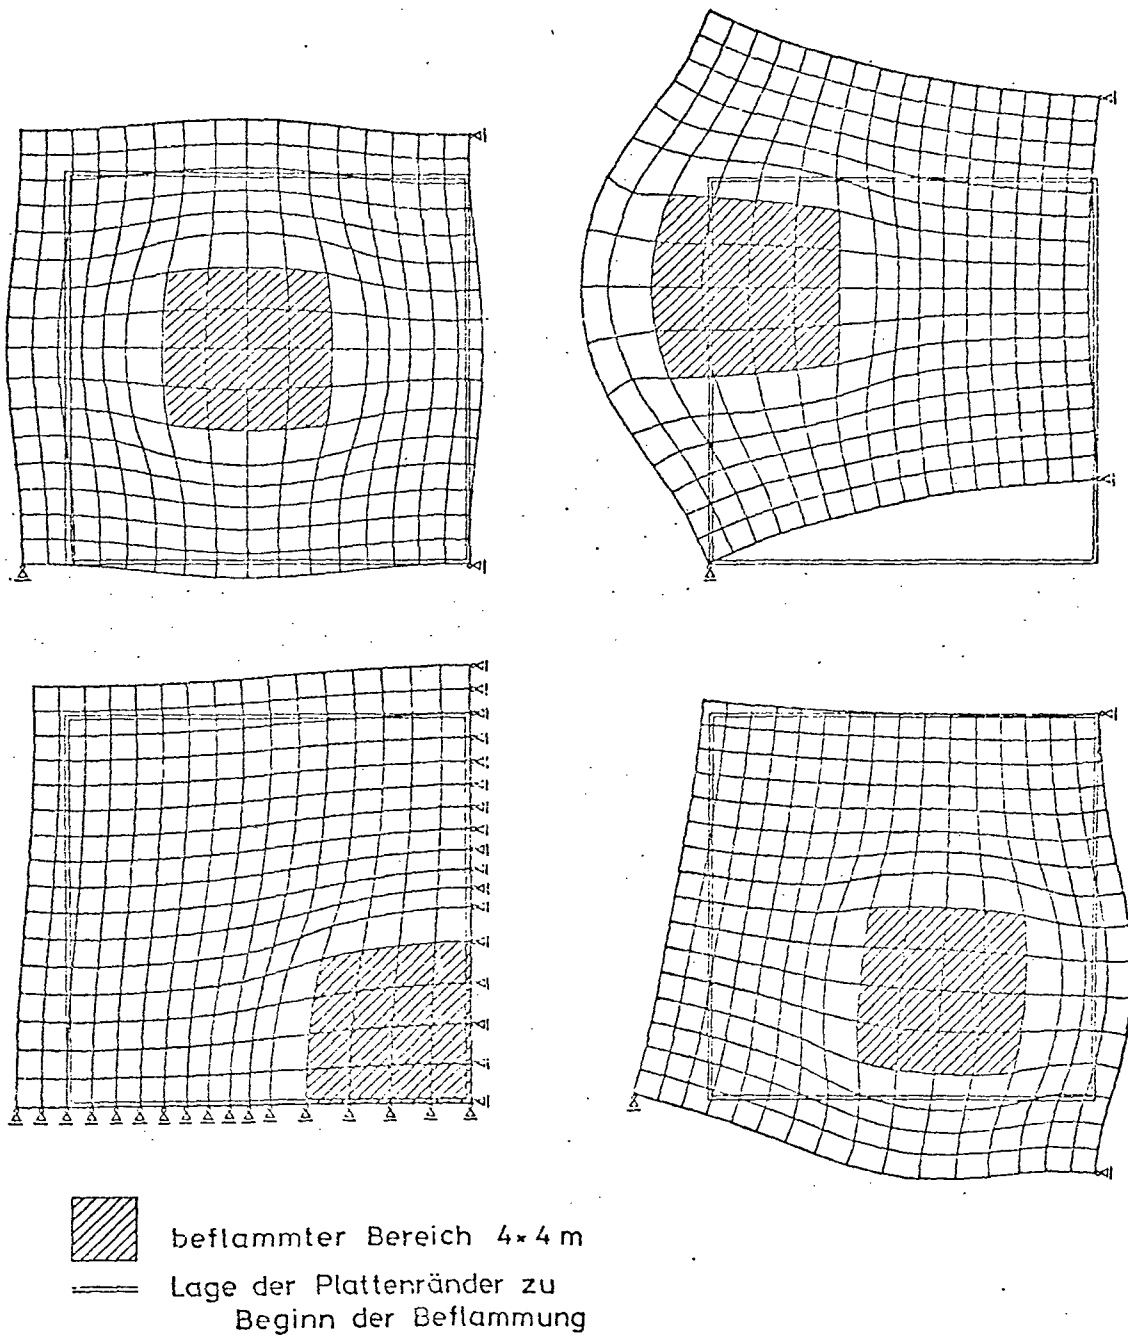 beflammter Bereich 4×4 m
Lage der Plattenränder zu
Beginn der Beflammung